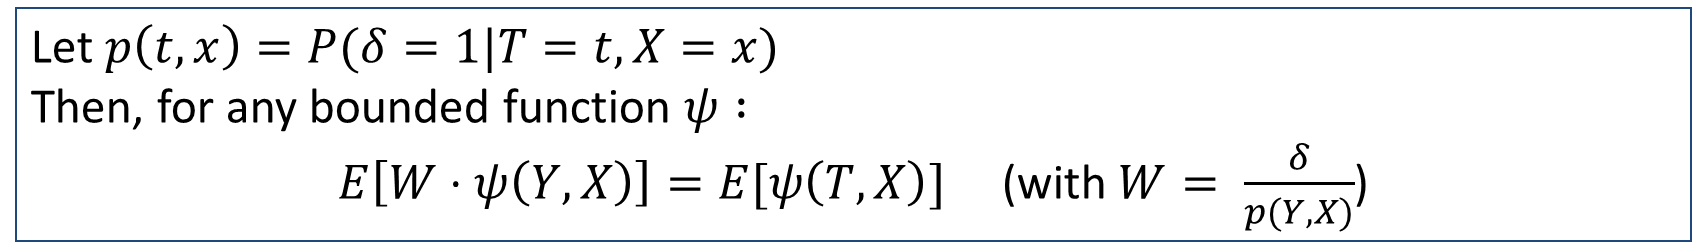 Let p(t, x) = P(δ = 1|T = t, X = x)
Then, for any bounded function ψ :
E[W · ψ(Y, X)] = E[ψ(T, X)] (with W = δ/p(Y,X))